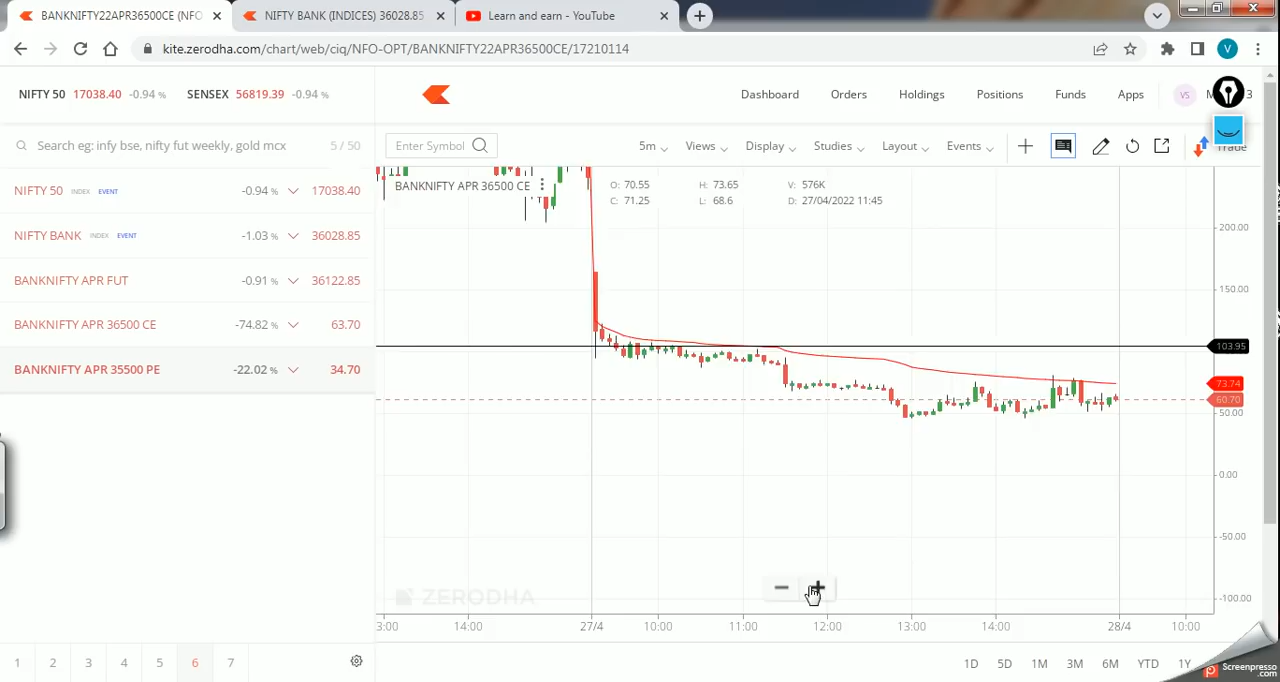 BANKNIFTY22APR36500CE (NFO
NIFTY BANK (INDICES) 36028.85
Learn and earn - YouTube
kite.zerodha.com/chart/web/ciq/NFO-OPT/BANKNIFTY22APR36500CE/17210114
V
NIFTY 50 17038.40 -0.94 % SENSEX 56819.39 -0.94 %
Dashboard Orders Holdings Positions Funds Apps VS
Search eg: infy bse, nifty fut weekly, gold mcx 5 / 50
Enter Symbol 5m Views Display Studies Layout Events Trade
NIFTY 50 INDEX EVENT -0.94 % 17038.40
NIFTY BANK INDEX EVENT -1.03 % 36028.85
BANKNIFTY APR FUT -0.91 % 36122.85
BANKNIFTY APR 36500 CE -74.82 % 63.70
BANKNIFTY APR 35500 PE -22.02 % 34.70
BANKNIFTY APR 36500 CE
O: 70.55 H: 73.65 V: 576K
C: 71.25 L: 68.6 D: 27/04/2022 11:45
200.00
150.00
103.95
73.74
60.70
50.00
0.00
-50.00
-100.00
ZERODHA
14:00 27/4 10:00 11:00 12:00 13:00 14:00 28/4 10:00
1 2 3 4 5 6 7
1D 5D 1M 3M 6M YTD 1Y
Screenpresso
.com